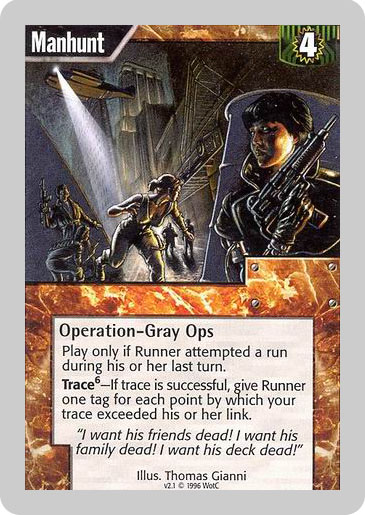 Manhunt
4
Operation–Gray Ops
Play only if Runner attempted a run
during his or her last turn.
Trace⁶–If trace is successful, give Runner
one tag for each point by which your
trace exceeded his or her link.
“I want his friends dead! I want his
family dead! I want his deck dead!”
Illus. Thomas Gianni
v2.1 © 1996 WotC